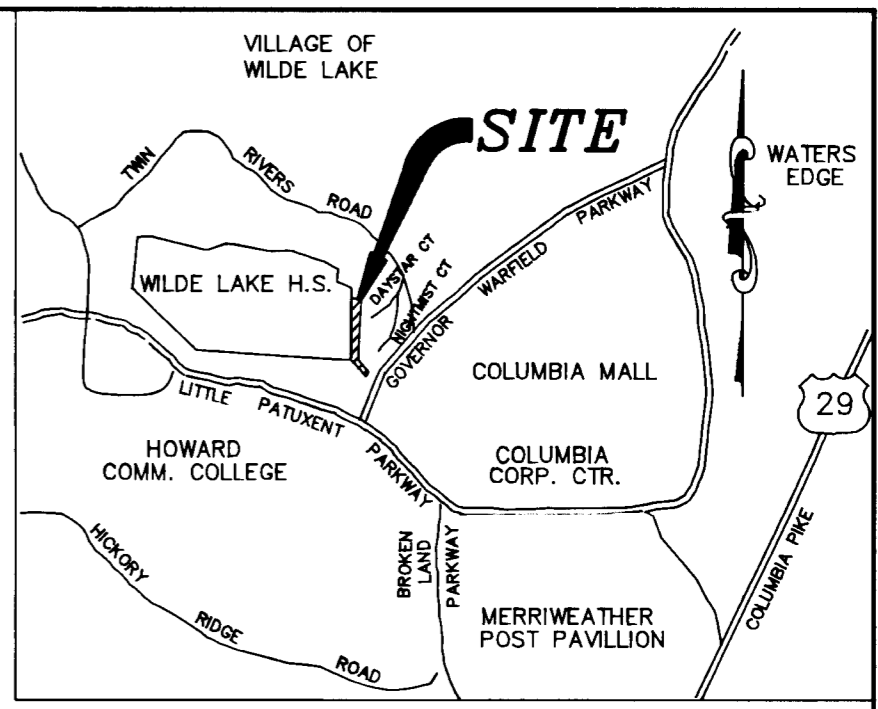 VILLAGE OF
WILDE LAKE
SITE
WATERS
EDGE
TWIN
RIVERS
ROAD
WILDE LAKE H.S.
DAYSTAR CT
NIGHTMIST CT
GOVERNOR
WARFIELD
PARKWAY
COLUMBIA MALL
29
LITTLE
PATUXENT
PARKWAY
HOWARD
COMM. COLLEGE
COLUMBIA
CORP. CTR.
COLUMBIA PIKE
HICKORY
RIDGE
ROAD
BROKEN
LAND
PARKWAY
MERRIWEATHER
POST PAVILLION